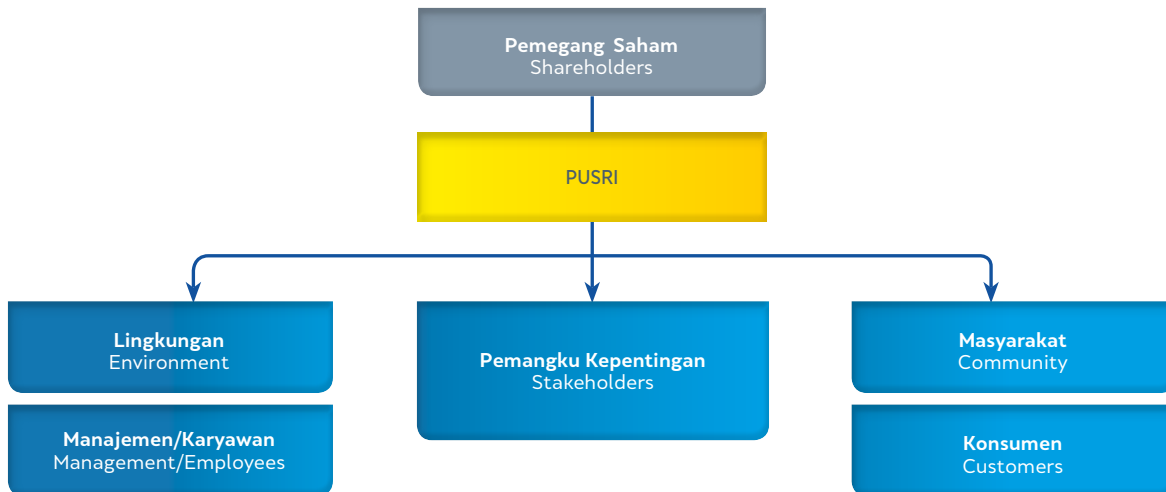 Pemegang Saham
Shareholders
PUSRI
Lingkungan
Environment
Pemangku Kepentingan
Stakeholders
Masyarakat
Community
Manajemen/Karyawan
Management/Employees
Konsumen
Customers